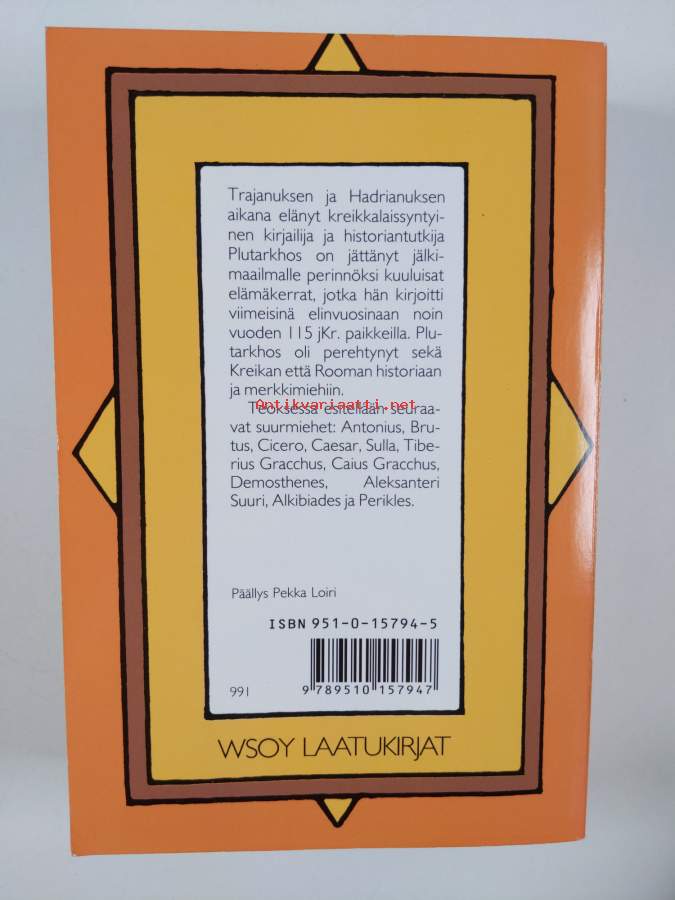 Trajanuksen ja Hadrianuksen
aikana elänyt kreikkalaissyntyi-
nen kirjailija ja historiantutkija
Plutarkhos on jättänyt jälki-
maailmalle perinnöksi kuuluisat
elämäkerrat, jotka hän kirjoitti
viimeisinä elinvuosinaan noin
vuoden 115 jKr. paikkeilla. Plu-
tarkhos oli perehtynyt sekä
Kreikan että Rooman historiaan
ja merkkimiehiin.
Antikvariaatti.net
Teoksessa esitellään seuraa-
vat suurmiehet: Antonius, Bru-
tus, Cicero, Caesar, Sulla, Tibe-
rius Gracchus, Caius Gracchus,
Demosthenes, Aleksanteri
Suuri, Alkibiades ja Perikles.
Päällys Pekka Loiri
ISBN 951-0-15794-5
991
9 789510 157947
WSOY LAATUKIRJAT